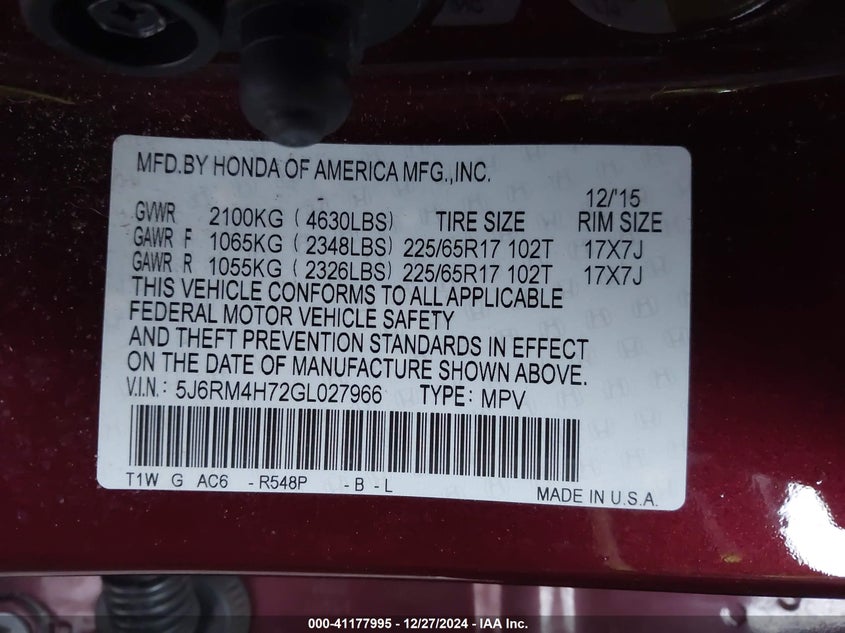 MFD.BY HONDA OF AMERICA MFG.,INC.
12/'15
GVWR 2100KG ( 4630LBS) TIRE SIZE RIM SIZE
GAWR F 1065KG ( 2348LBS) 225/65R17 102T 17X7J
GAWR R 1055KG ( 2326LBS) 225/65R17 102T 17X7J
THIS VEHICLE CONFORMS TO ALL APPLICABLE
FEDERAL MOTOR VEHICLE SAFETY
AND THEFT PREVENTION STANDARDS IN EFFECT
ON THE DATE OF MANUFACTURE SHOWN ABOVE.
V.I.N.: 5J6RM4H72GL027966 TYPE: MPV
T1W G AC6 - R548P - B - L
MADE IN U.S.A.
000-41177995 - 12/27/2024 - IAA Inc.